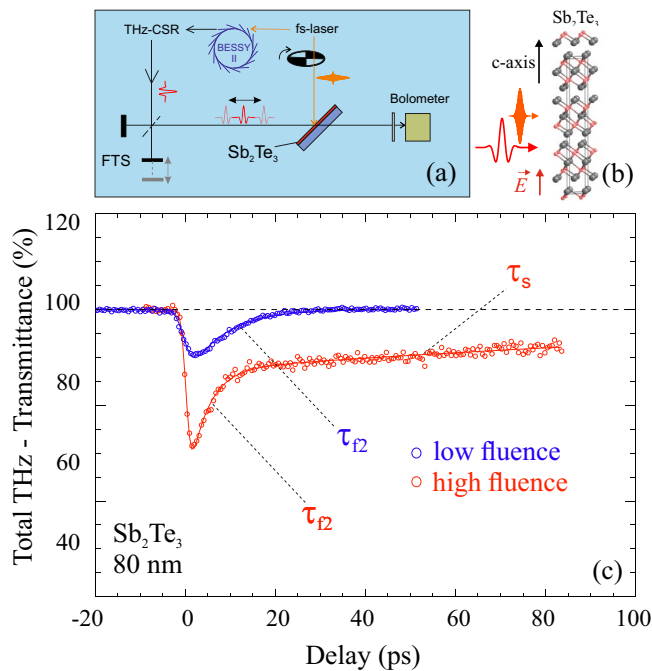 THz-CSR
fs-laser
BESSY
II
Bolometer
FTS
Sb₂Te₃
(a)
Sb₂Te₃
c-axis
E
(b)
Total THz - Transmittance (%)
120
100
80
60
40
τs
τf2
τf2
low fluence
high fluence
Sb₂Te₃
80 nm
(c)
-20 0 20 40 60 80 100
Delay (ps)